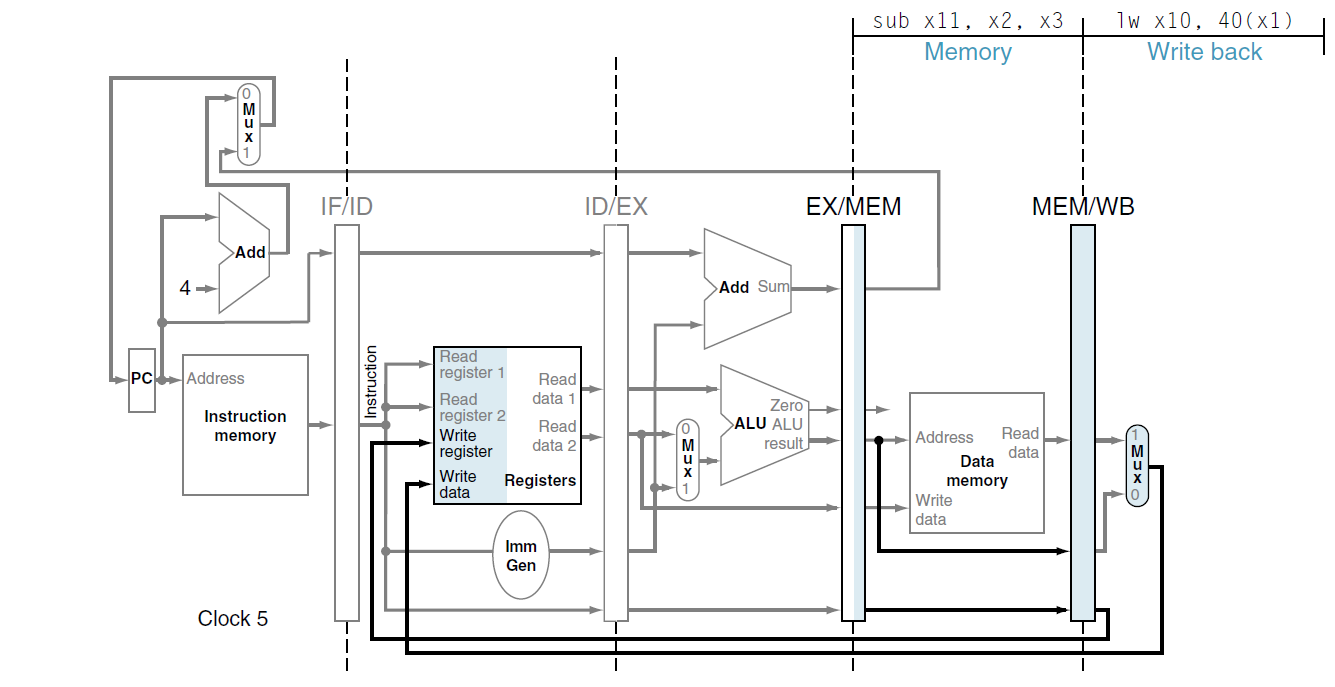 sub x11, x2, x3
lw x10, 40(x1)
Memory
Write back
0
M
u
x
1
IF/ID
ID/EX
EX/MEM
MEM/WB
Add
4
Add Sum
PC
Address
Instruction
memory
Instruction
Read
register 1
Read
register 2
Write
register
Write
data
Read
data 1
Read
data 2
Registers
Imm
Gen
0
M
u
x
1
Zero
ALU ALU
result
Address
Read
data
Data
memory
Write
data
1
M
u
x
0
Clock 5